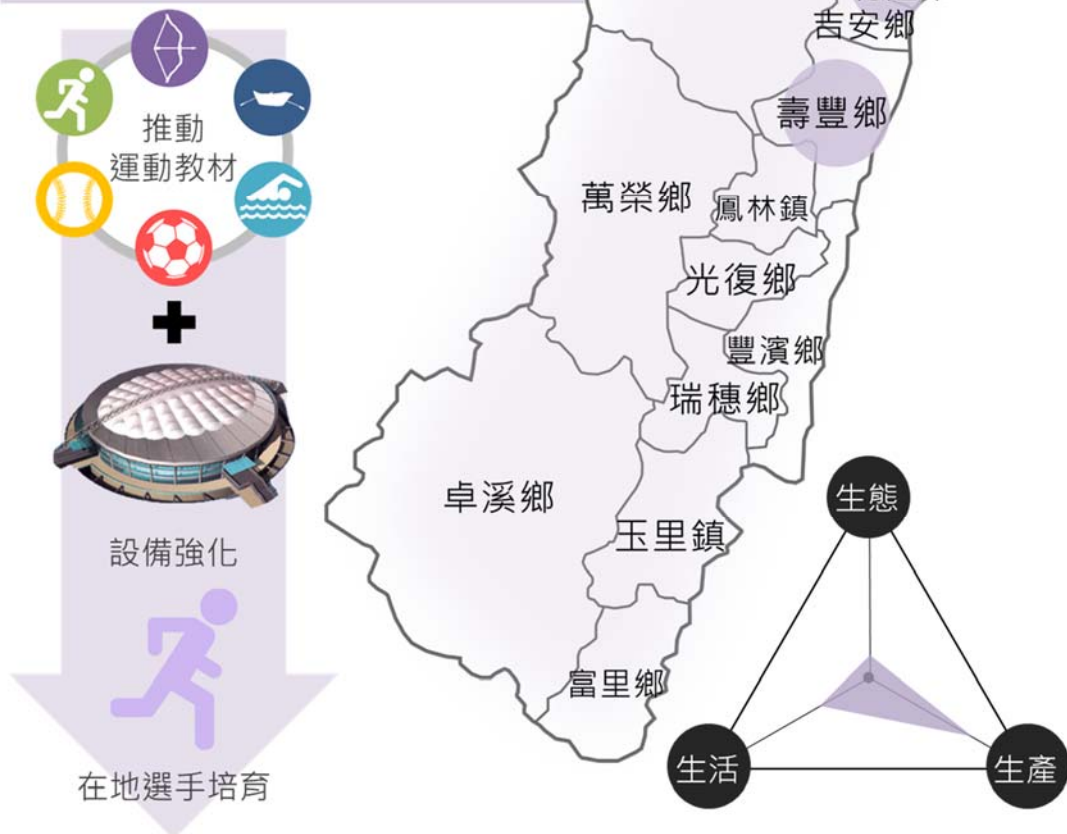 吉安鄉
壽豐鄉
推動
運動教材
萬榮鄉
鳳林鎮
光復鄉
豐濱鄉
瑞穗鄉
卓溪鄉
玉里鎮
富里鄉
設備強化
在地選手培育
生態
生活
生產